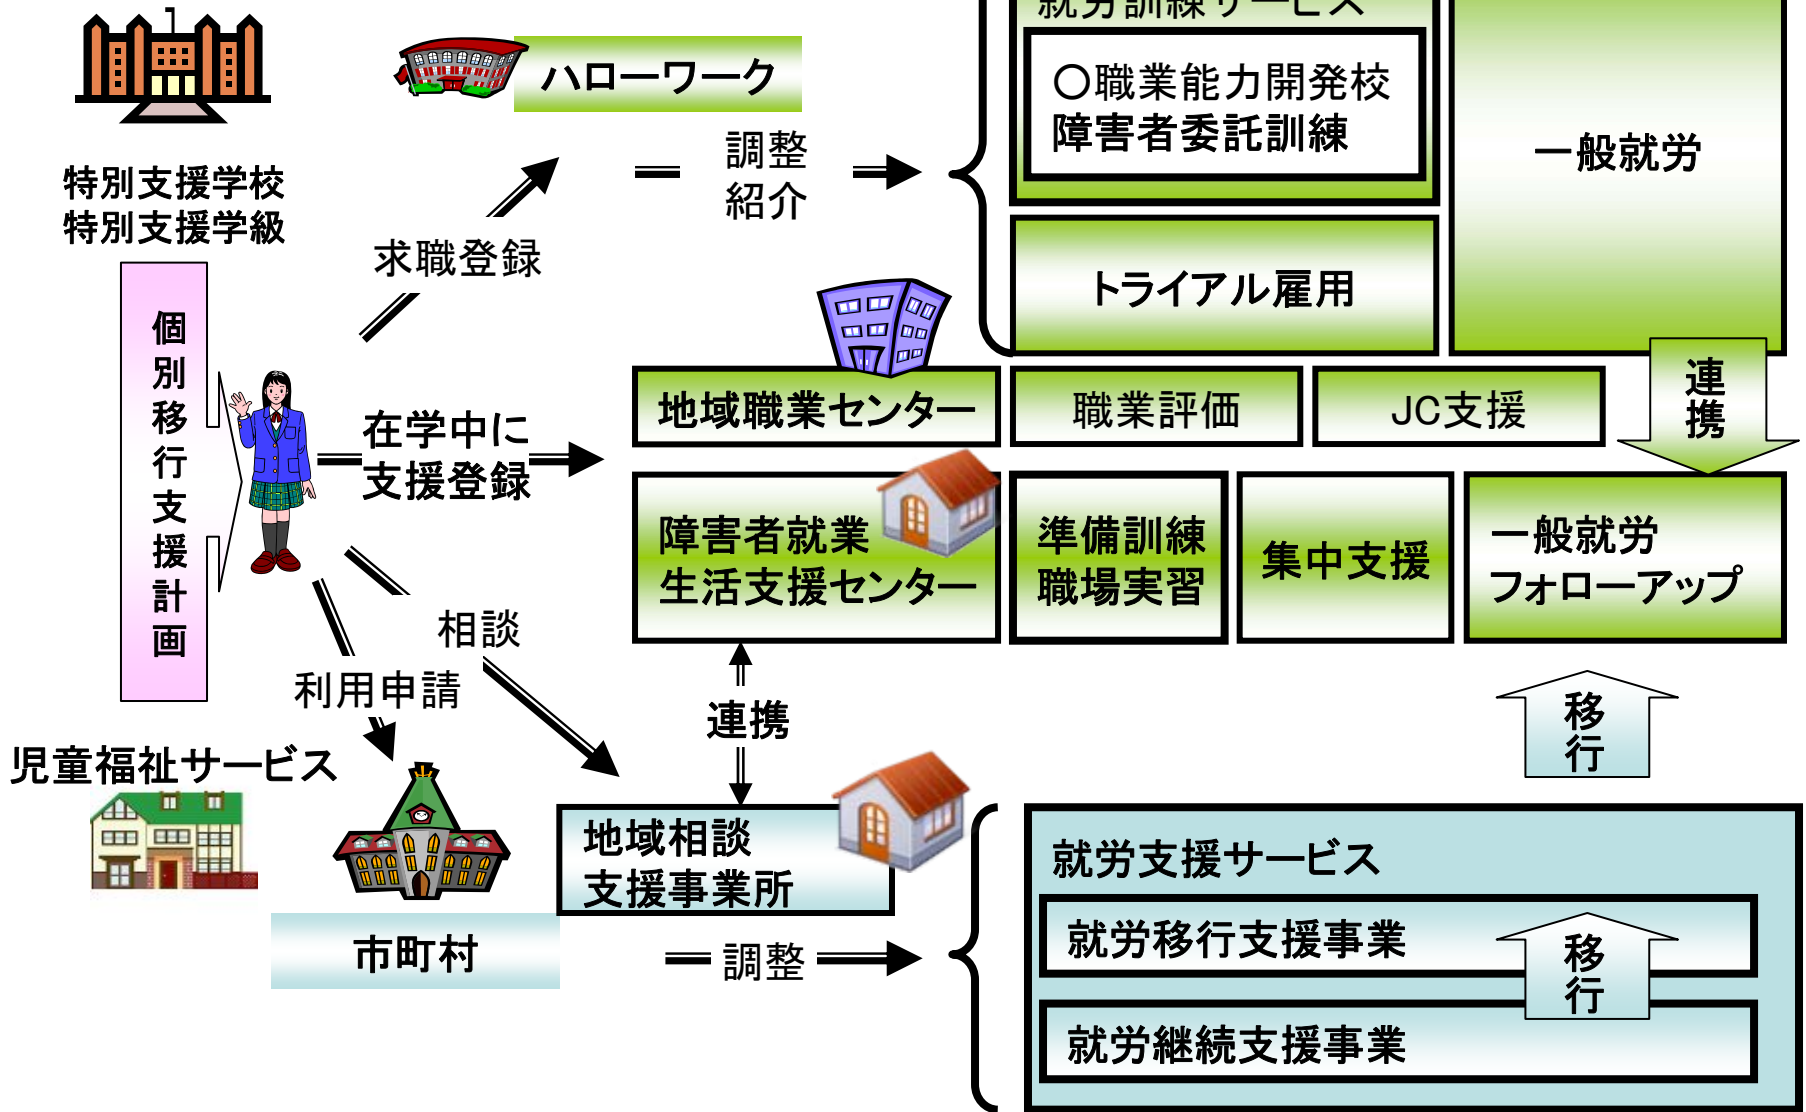 就労訓練サービス
〇職業能力開発校
障害者委託訓練
一般就労
ハローワーク
調整
紹介
特別支援学校
特別支援学級
求職登録
トライアル雇用
個別移行支援計画
在学中に
支援登録
地域職業センター
職業評価
JC支援
連携
障害者就業
生活支援センター
準備訓練
職場実習
集中支援
一般就労
フォローアップ
相談
利用申請
連携
移行
児童福祉サービス
地域相談
支援事業所
市町村
調整
就労支援サービス
就労移行支援事業
移行
就労継続支援事業